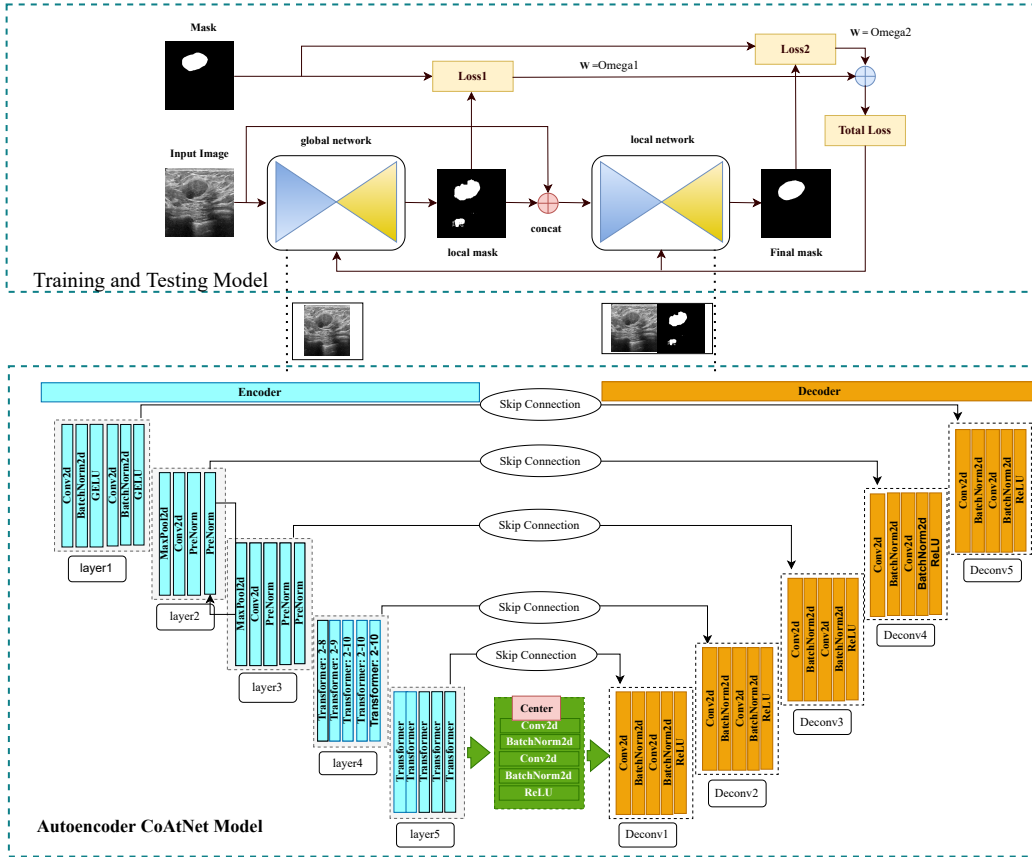 Mask
Loss1
W =Omega1
Loss2
W = Omega2
Total Loss
Input Image
global network
local network
local mask
concat
Final mask
Training and Testing Model
Encoder
Decoder
Skip Connection
Skip Connection
Skip Connection
Skip Connection
Skip Connection
Conv2d
BatchNorm2d
GELU
Conv2d
BatchNorm2d
GELU
layer1
MaxPool2d
Conv2d
PreNorm
PreNorm
layer2
MaxPool2d
Conv2d
PreNorm
PreNorm
PreNorm
layer3
Transformer: 2-8
Transformer: 2-9
Transformer: 2-10
Transformer: 2-10
Transformer: 2-10
layer4
Transformer
Transformer
Transformer
Transformer
Transformer
layer5
Center
Conv2d
BatchNorm2d
Conv2d
BatchNorm2d
ReLU
Conv2d
BatchNorm2d
Conv2d
BatchNorm2d
ReLU
Deconv1
Conv2d
BatchNorm2d
Conv2d
BatchNorm2d
ReLU
Deconv2
Conv2d
BatchNorm2d
Conv2d
BatchNorm2d
ReLU
Deconv3
Conv2d
BatchNorm2d
Conv2d
BatchNorm2d
ReLU
Deconv4
Conv2d
BatchNorm2d
Conv2d
BatchNorm2d
ReLU
Deconv5
Autoencoder CoAtNet Model